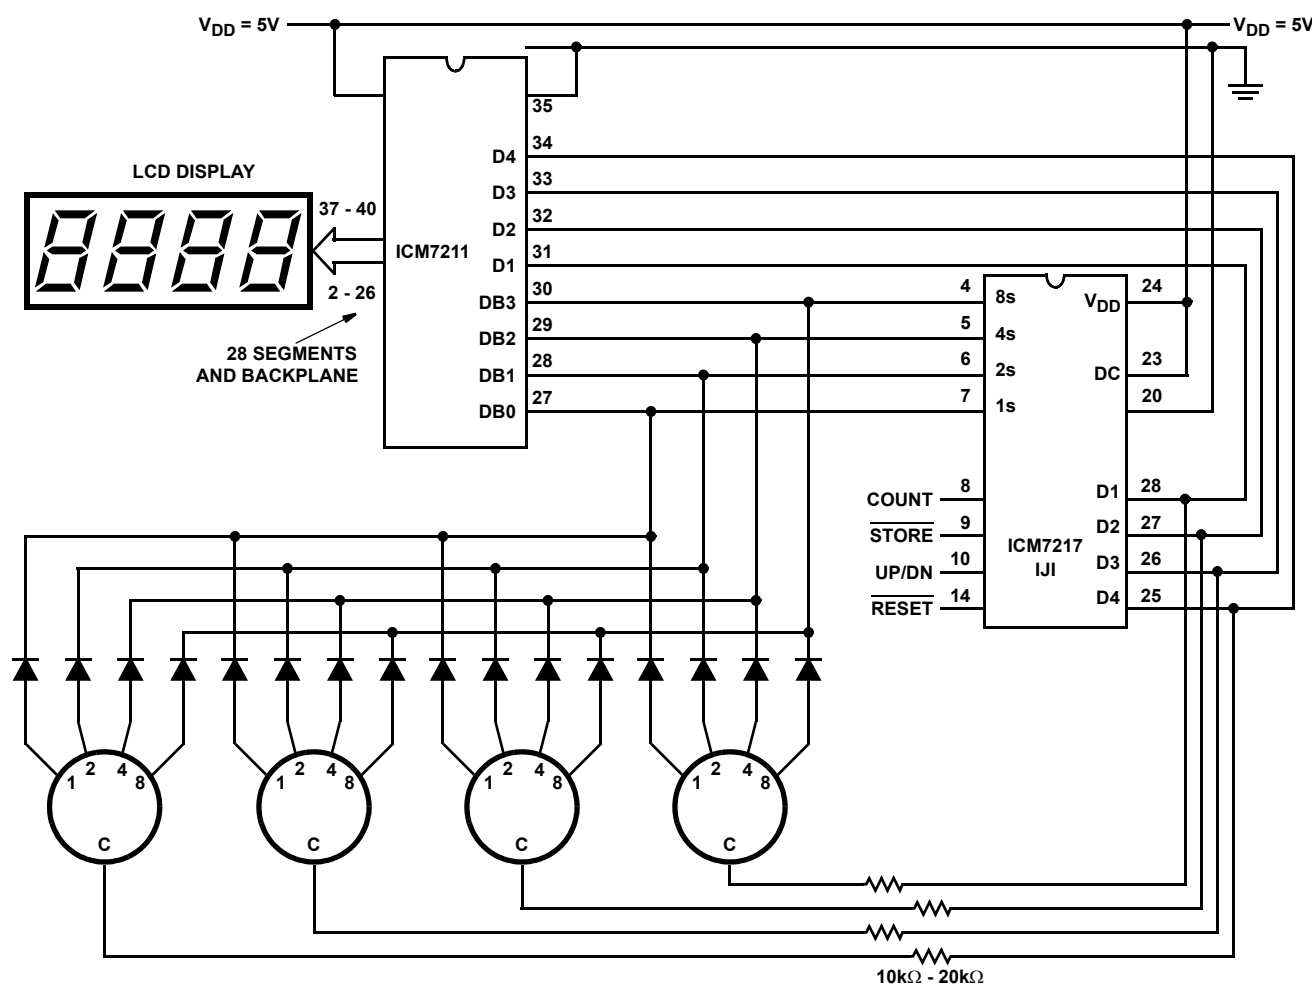 V_DD = 5V
V_DD = 5V
35
LCD DISPLAY
37 - 40
2 - 26
28 SEGMENTS
AND BACKPLANE
ICM7211
D4 34
D3 33
D2 32
D1 31
DB3 30
DB2 29
DB1 28
DB0 27
4 8s
5 4s
6 2s
7 1s
V_DD 24
DC 23
20
COUNT 8
STORE 9
UP/DN 10
RESET 14
ICM7217
IJI
D1 28
D2 27
D3 26
D4 25
1 2 4 8
C
1 2 4 8
C
1 2 4 8
C
1 2 4 8
C
10kΩ - 20kΩ